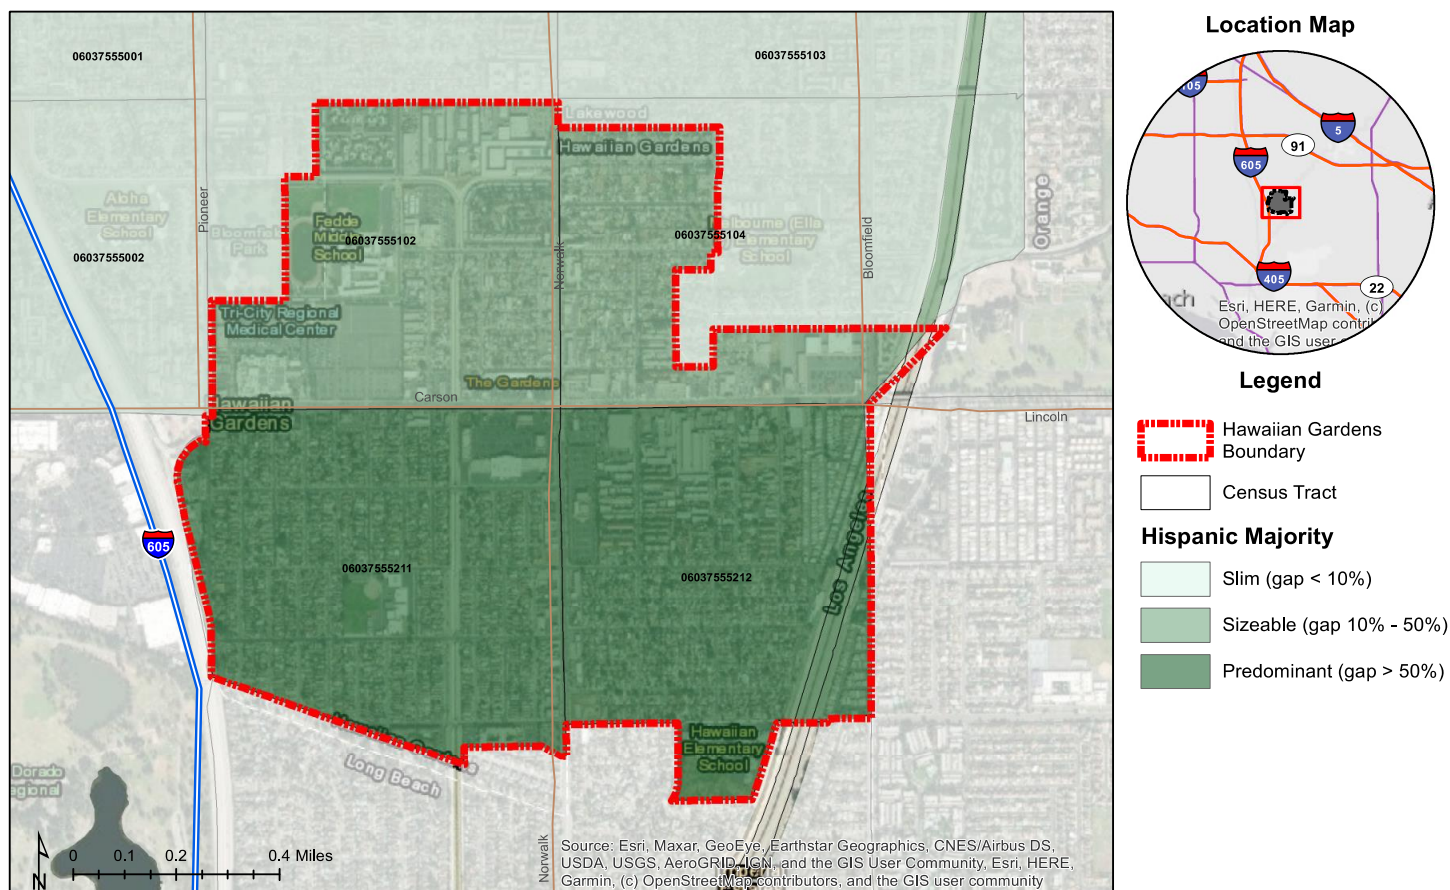 06037555001
06037555103
Lakewood
Hawaiian Gardens
Aloha
Elementary
School
Pioneer
Bloomfield
Park
Fedde
Middle
School
06037555102
06037555002
Norwalk
06037555104
Melbourne (Ella
Elementary
School
Bloomfield
Orange
Tri-City Regional
Medical Center
The Gardens
Carson
Lincoln
Hawaiian
Gardens
605
06037555211
06037555212
Los Angeles
Hawaiian
Elementary
School
Long Beach
Dorado
egional
Norwalk
N
0 0.1 0.2 0.4 Miles
Source: Esri, Maxar, GeoEye, Earthstar Geographics, CNES/Airbus DS,
USDA, USGS, AeroGRID, IGN, and the GIS User Community, Esri, HERE,
Garmin, (c) OpenStreetMap contributors, and the GIS user community
Location Map
105
5
91
605
405
22
ach
Esri, HERE, Garmin, (c)
OpenStreetMap contrib
and the GIS user
Legend
Hawaiian Gardens
Boundary
Census Tract
Hispanic Majority
Slim (gap < 10%)
Sizeable (gap 10% - 50%)
Predominant (gap > 50%)